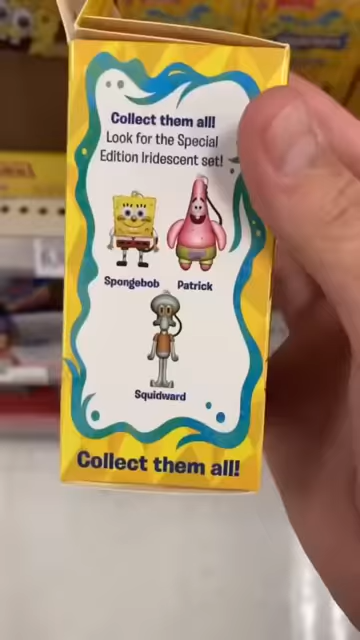 Collect them all!
Look for the Special
Edition Iridescent set!
Spongebob Patrick
Squidward
Collect them all!